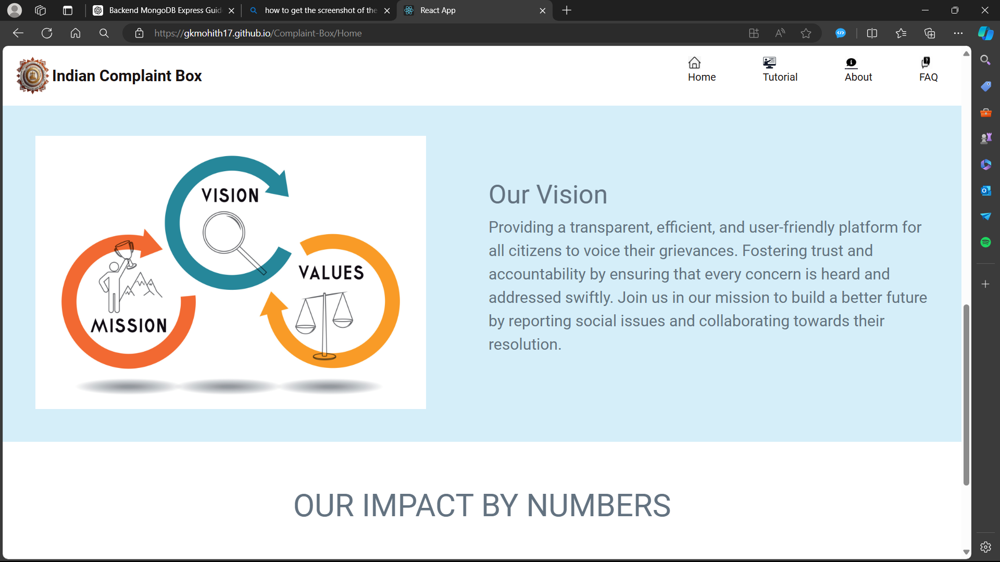 Backend MongoDB Express Guid
how to get the screenshot of the
React App
https://gkmohith17.github.io/Complaint-Box/Home
Indian Complaint Box
Home
Tutorial
About
FAQ
VISION
MISSION
VALUES
Our Vision
Providing a transparent, efficient, and user-friendly platform for
all citizens to voice their grievances. Fostering trust and
accountability by ensuring that every concern is heard and
addressed swiftly. Join us in our mission to build a better future
by reporting social issues and collaborating towards their
resolution.
OUR IMPACT BY NUMBERS